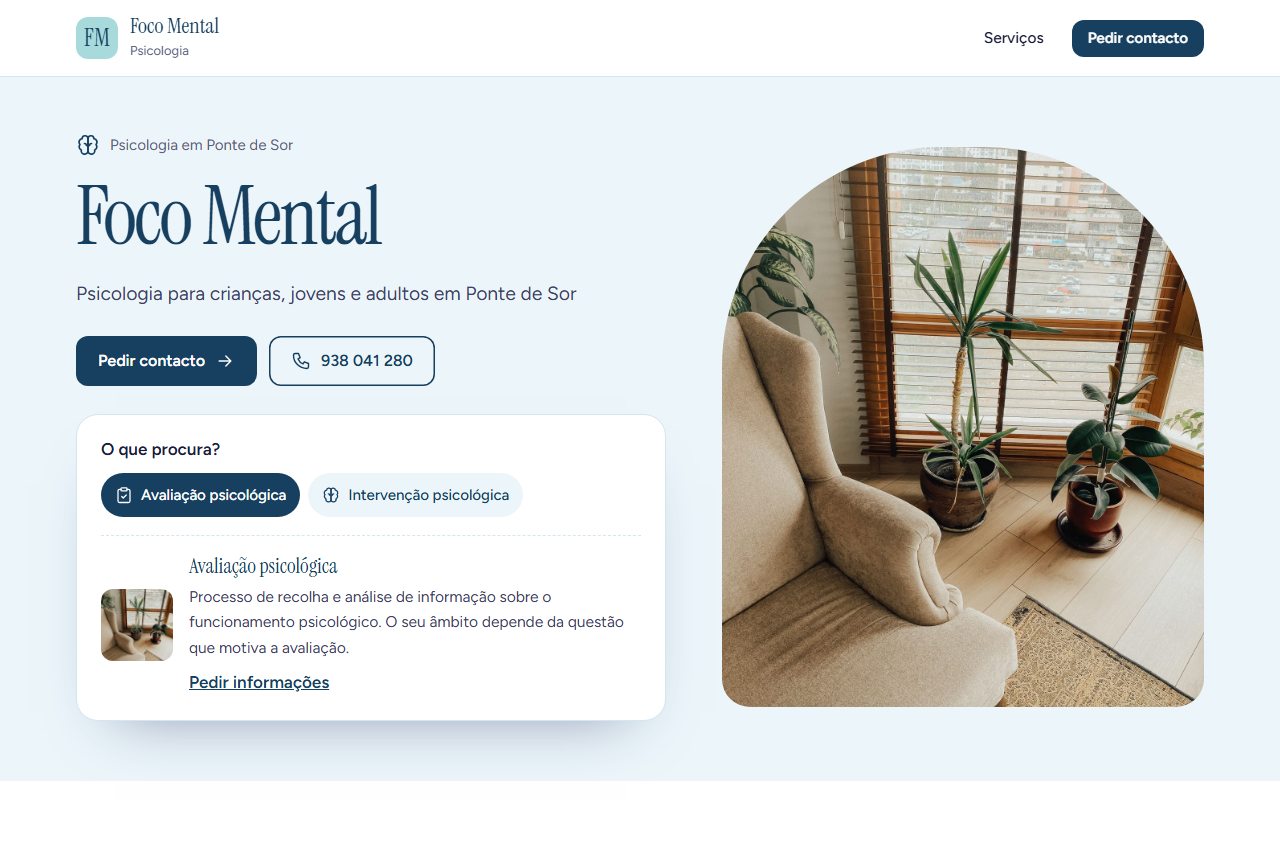 FM
Foco Mental
Psicologia
Serviços
Pedir contacto
Psicologia em Ponte de Sor
Foco Mental
Psicologia para crianças, jovens e adultos em Ponte de Sor
Pedir contacto
938 041 280
O que procura?
Avaliação psicológica
Intervenção psicológica
Avaliação psicológica
Processo de recolha e análise de informação sobre o
funcionamento psicológico. O seu âmbito depende da questão
que motiva a avaliação.
Pedir informações